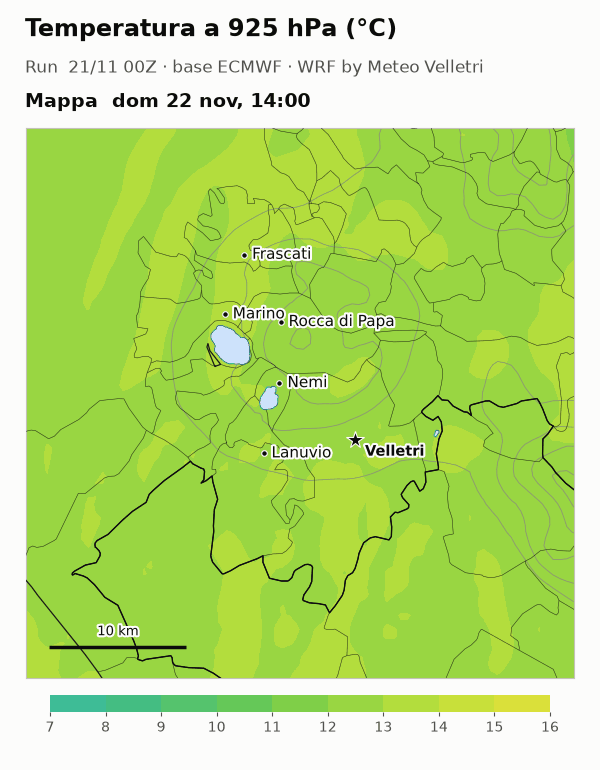 Temperatura a 925 hPa (°C)
Run  21/11 00Z · base ECMWF · WRF by Meteo Velletri
Mappa  dom 22 nov, 14:00
Frascati
Marino
Rocca di Papa
Nemi
Velletri
Lanuvio
10 km
7 8 9 10 11 12 13 14 15 16